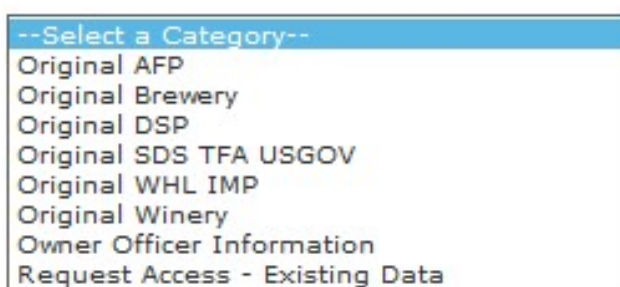 --Select a Category--
Original AFP
Original Brewery
Original DSP
Original SDS TFA USGOV
Original WHL IMP
Original Winery
Owner Officer Information
Request Access - Existing Data